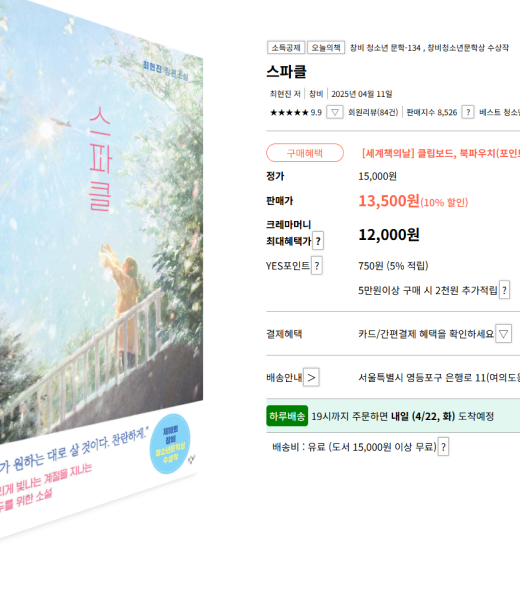 최현진 장편소설
스파클
가 원하는 대로 살 것이다. 찬란하게."
리게 빛나는 계절을 지나는
두를 위한 소설
창비
청소년문학상
수상작
창비
소득공제 오늘의책 창비 청소년 문학-134 , 창비청소년문학상 수상작
스파클
최현진 저 창비 2025년 04월 11일
★★★★★ 9.9 ▽ 회원리뷰(84건) 판매지수 8,526 ? 베스트 청소년
구매혜택 [세계책의날] 클립보드, 북파우치(포인트
정가 15,000원
판매가 13,500원(10% 할인)
크레마머니
최대혜택가? 12,000원
YES포인트? 750원 (5% 적립)
5만원이상 구매 시 2천원 추가적립?
결제혜택 카드/간편결제 혜택을 확인하세요▽
배송안내> 서울특별시 영등포구 은행로 11(여의도동
하루배송 19시까지 주문하면 내일 (4/22, 화) 도착예정
배송비 : 유료 (도서 15,000원 이상 무료)?